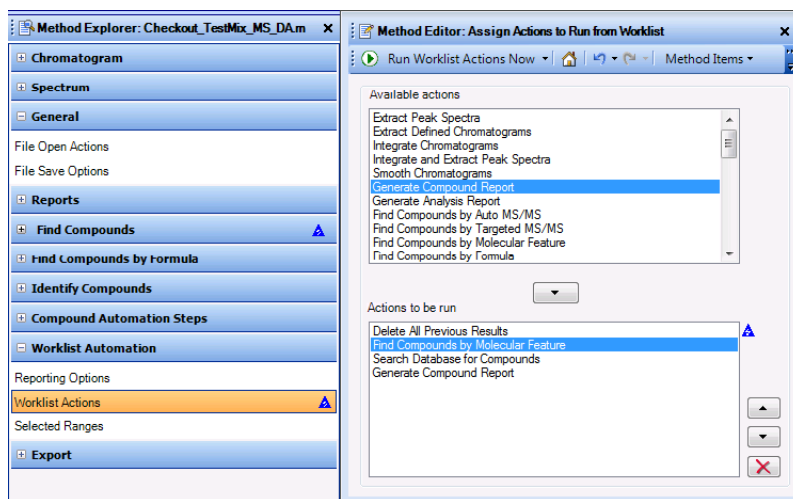 Method Explorer: Checkout_TestMix_MS_DA.m
Chromatogram
Spectrum
General
File Open Actions
File Save Options
Reports
Find Compounds
Find Compounds by Formula
Identify Compounds
Compound Automation Steps
Worklist Automation
Reporting Options
Worklist Actions
Selected Ranges
Export
Method Editor: Assign Actions to Run from Worklist
Run Worklist Actions Now
Method Items
Available actions
Extract Peak Spectra
Extract Defined Chromatograms
Integrate Chromatograms
Integrate and Extract Peak Spectra
Smooth Chromatograms
Generate Compound Report
Generate Analysis Report
Find Compounds by Auto MS/MS
Find Compounds by Targeted MS/MS
Find Compounds by Molecular Feature
Find Compounds by Formula
Actions to be run
Delete All Previous Results
Find Compounds by Molecular Feature
Search Database for Compounds
Generate Compound Report